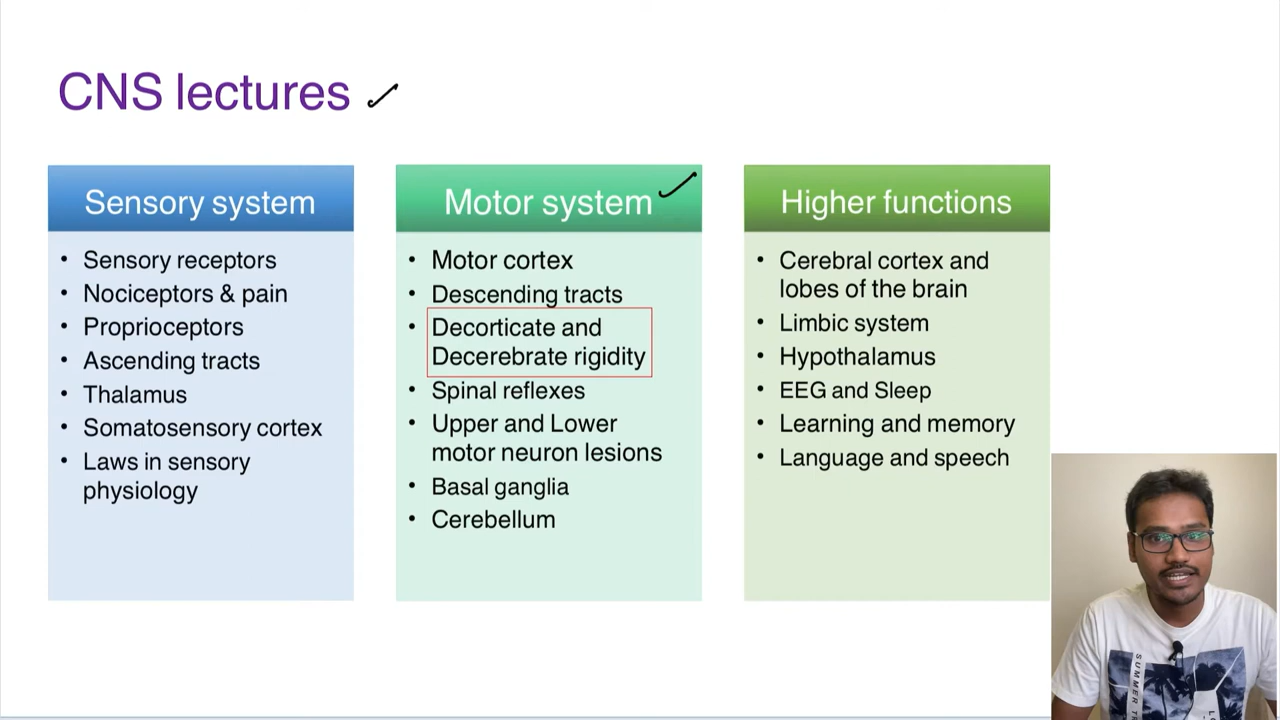 CNS lectures
Sensory system
• Sensory receptors
• Nociceptors & pain
• Proprioceptors
• Ascending tracts
• Thalamus
• Somatosensory cortex
• Laws in sensory
physiology
Motor system
• Motor cortex
• Descending tracts
• Decorticate and
Decerebrate rigidity
• Spinal reflexes
• Upper and Lower
motor neuron lesions
• Basal ganglia
• Cerebellum
Higher functions
• Cerebral cortex and
lobes of the brain
• Limbic system
• Hypothalamus
• EEG and Sleep
• Learning and memory
• Language and speech
SUMMER